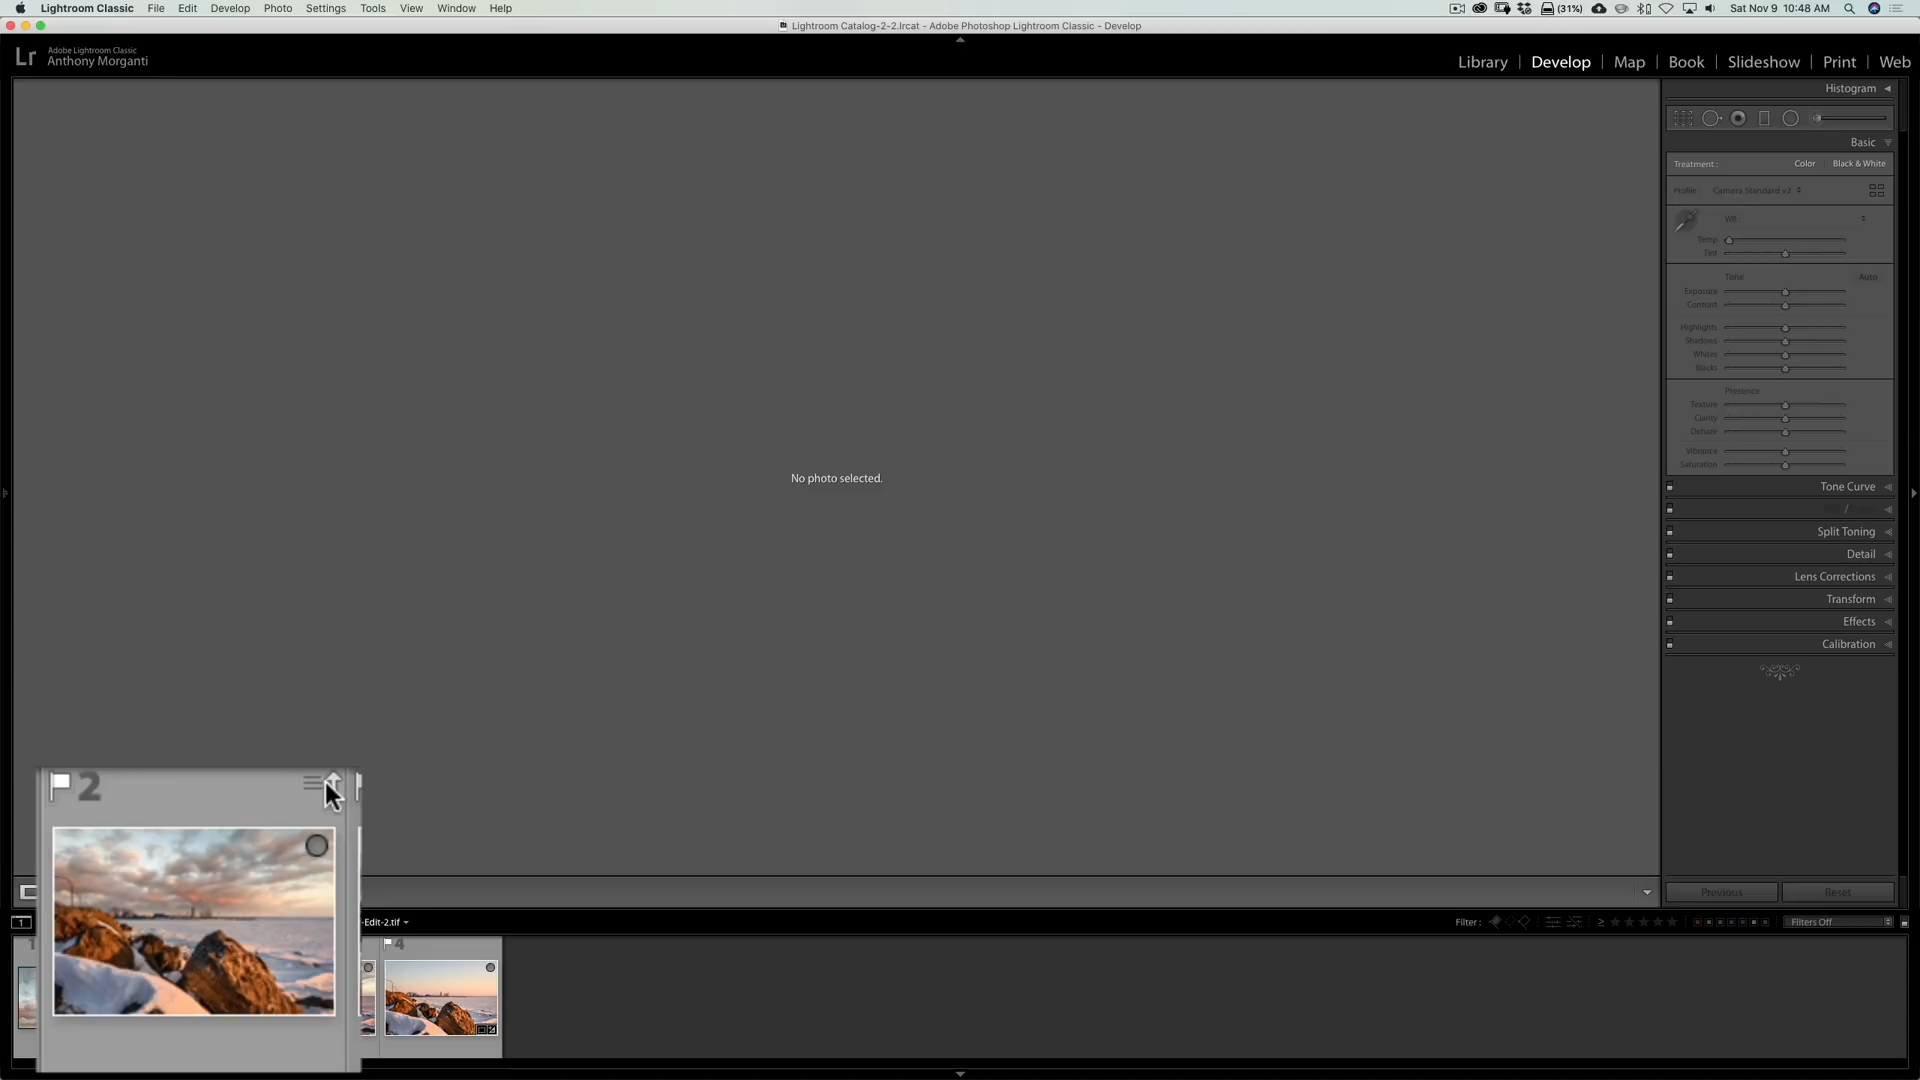 Lightroom Classic File Edit Develop Photo Settings Tools View Window Help (31%) Sat Nov 9 10:48 AM
Lightroom Catalog-2-2.lrcat - Adobe Photoshop Lightroom Classic - Develop
Lr Adobe Lightroom Classic
Anthony Morganti
Library | Develop | Map | Book | Slideshow | Print | Web
Histogram
Basic
Treatment : Color Black & White
Profile : Camera Standard v2
WB :
Temp
Tint
Tone Auto
Exposure
Contrast
Highlights
Shadows
Whites
Blacks
Presence
Texture
Clarity
Dehaze
Vibrance
Saturation
No photo selected.
Tone Curve
/
Split Toning
Detail
Lens Corrections
Transform
Effects
Calibration
2
Previous Reset
1 -Edit-2.tif Filter : ≥ Filters Off
1 4